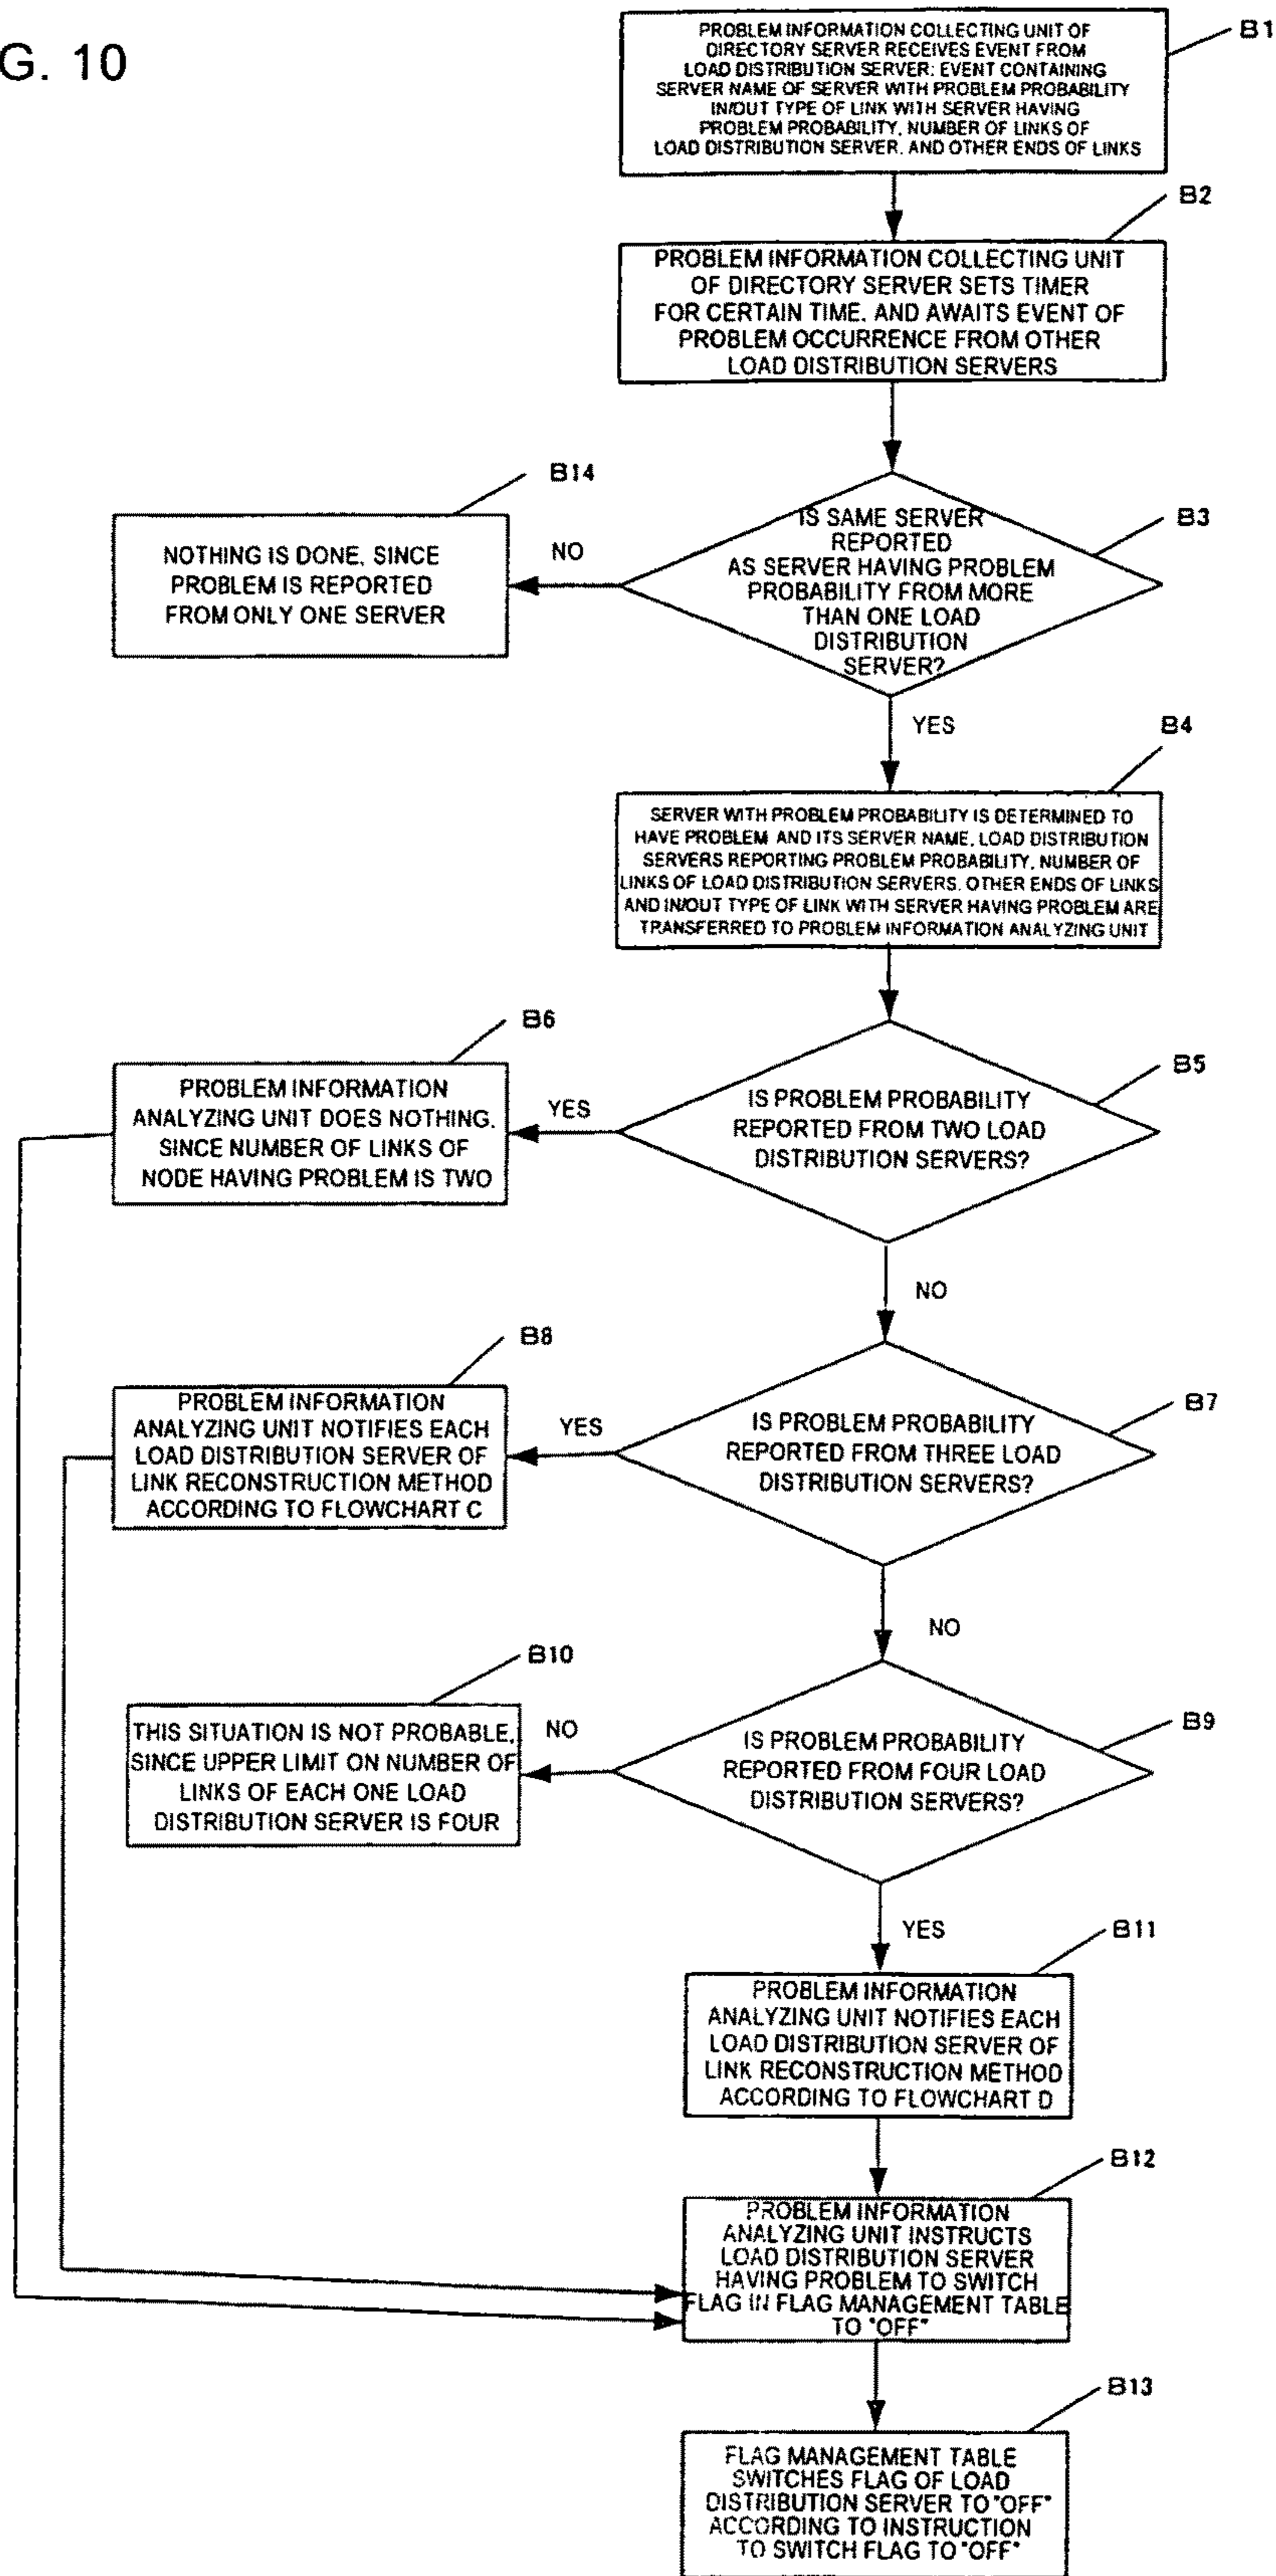 G. 10
B1
PROBLEM INFORMATION COLLECTING UNIT OF
DIRECTORY SERVER RECEIVES EVENT FROM
LOAD DISTRIBUTION SERVER: EVENT CONTAINING
SERVER NAME OF SERVER WITH PROBLEM PROBABILITY
IN/OUT TYPE OF LINK WITH SERVER HAVING
PROBLEM PROBABILITY, NUMBER OF LINKS OF
LOAD DISTRIBUTION SERVER, AND OTHER ENDS OF LINKS
B2
PROBLEM INFORMATION COLLECTING UNIT
OF DIRECTORY SERVER SETS TIMER
FOR CERTAIN TIME, AND AWAITS EVENT OF
PROBLEM OCCURRENCE FROM OTHER
LOAD DISTRIBUTION SERVERS
B3
IS SAME SERVER
REPORTED
AS SERVER HAVING PROBLEM
PROBABILITY FROM MORE
THAN ONE LOAD
DISTRIBUTION
SERVER?
NO
B14
NOTHING IS DONE, SINCE
PROBLEM IS REPORTED
FROM ONLY ONE SERVER
YES
B4
SERVER WITH PROBLEM PROBABILITY IS DETERMINED TO
HAVE PROBLEM AND ITS SERVER NAME, LOAD DISTRIBUTION
SERVERS REPORTING PROBLEM PROBABILITY, NUMBER OF
LINKS OF LOAD DISTRIBUTION SERVERS, OTHER ENDS OF LINKS
AND IN/OUT TYPE OF LINK WITH SERVER HAVING PROBLEM ARE
TRANSFERRED TO PROBLEM INFORMATION ANALYZING UNIT
B5
IS PROBLEM PROBABILITY
REPORTED FROM TWO LOAD
DISTRIBUTION SERVERS?
YES
B6
PROBLEM INFORMATION
ANALYZING UNIT DOES NOTHING,
SINCE NUMBER OF LINKS OF
NODE HAVING PROBLEM IS TWO
NO
B7
IS PROBLEM PROBABILITY
REPORTED FROM THREE LOAD
DISTRIBUTION SERVERS?
YES
B8
PROBLEM INFORMATION
ANALYZING UNIT NOTIFIES EACH
LOAD DISTRIBUTION SERVER OF
LINK RECONSTRUCTION METHOD
ACCORDING TO FLOWCHART C
NO
B9
IS PROBLEM PROBABILITY
REPORTED FROM FOUR LOAD
DISTRIBUTION SERVERS?
NO
B10
THIS SITUATION IS NOT PROBABLE,
SINCE UPPER LIMIT ON NUMBER OF
LINKS OF EACH ONE LOAD
DISTRIBUTION SERVER IS FOUR
YES
B11
PROBLEM INFORMATION
ANALYZING UNIT NOTIFIES EACH
LOAD DISTRIBUTION SERVER OF
LINK RECONSTRUCTION METHOD
ACCORDING TO FLOWCHART D
B12
PROBLEM INFORMATION
ANALYZING UNIT INSTRUCTS
LOAD DISTRIBUTION SERVER
HAVING PROBLEM TO SWITCH
FLAG IN FLAG MANAGEMENT TABLE
TO "OFF"
B13
FLAG MANAGEMENT TABLE
SWITCHES FLAG OF LOAD
DISTRIBUTION SERVER TO "OFF"
ACCORDING TO INSTRUCTION
TO SWITCH FLAG TO "OFF"